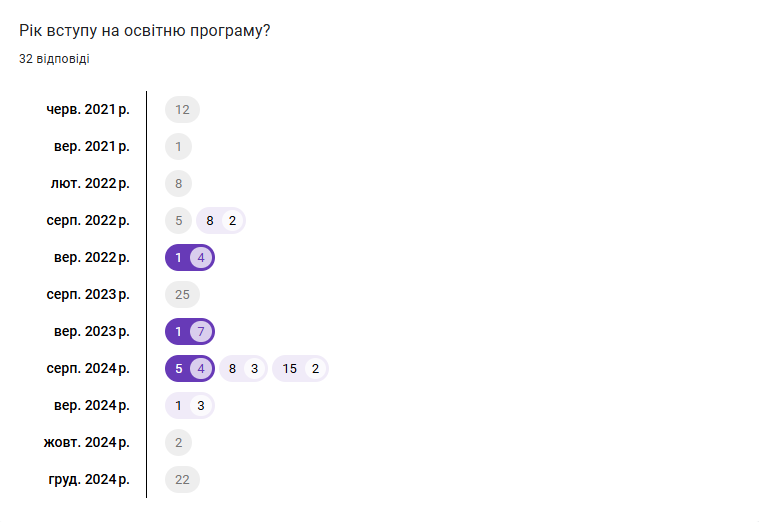 Рік вступу на освітню програму?
32 відповіді
черв. 2021 р. 12
вер. 2021 р. 1
лют. 2022 р. 8
серп. 2022 р. 5 8 2
вер. 2022 р. 1 4
серп. 2023 р. 25
вер. 2023 р. 1 7
серп. 2024 р. 5 4 8 3 15 2
вер. 2024 р. 1 3
жовт. 2024 р. 2
груд. 2024 р. 22